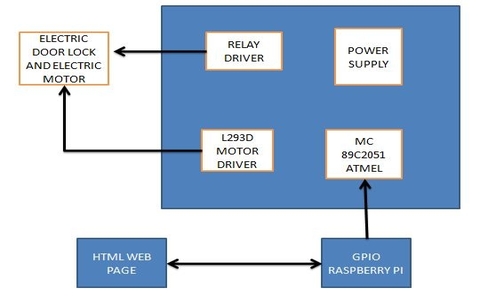 ELECTRIC
DOOR LOCK
AND ELECTRIC
MOTOR
RELAY
DRIVER
POWER
SUPPLY
L293D
MOTOR
DRIVER
MC
89C2051
ATMEL
HTML WEB
PAGE
GPIO
RASPBERRY PI